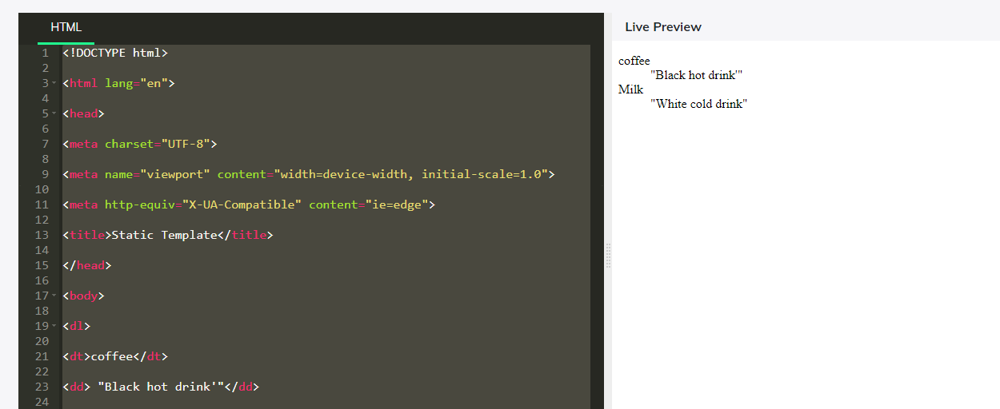 HTML
1 <!DOCTYPE html>
2
3 <html lang="en">
4
5 <head>
6
7 <meta charset="UTF-8">
8
9 <meta name="viewport" content="width=device-width, initial-scale=1.0">
10
11 <meta http-equiv="X-UA-Compatible" content="ie=edge">
12
13 <title>Static Template</title>
14
15 </head>
16
17 <body>
18
19 <dl>
20
21 <dt>coffee</dt>
22
23 <dd> "Black hot drink'"</dd>
24
Live Preview
coffee
"Black hot drink'"
Milk
"White cold drink"